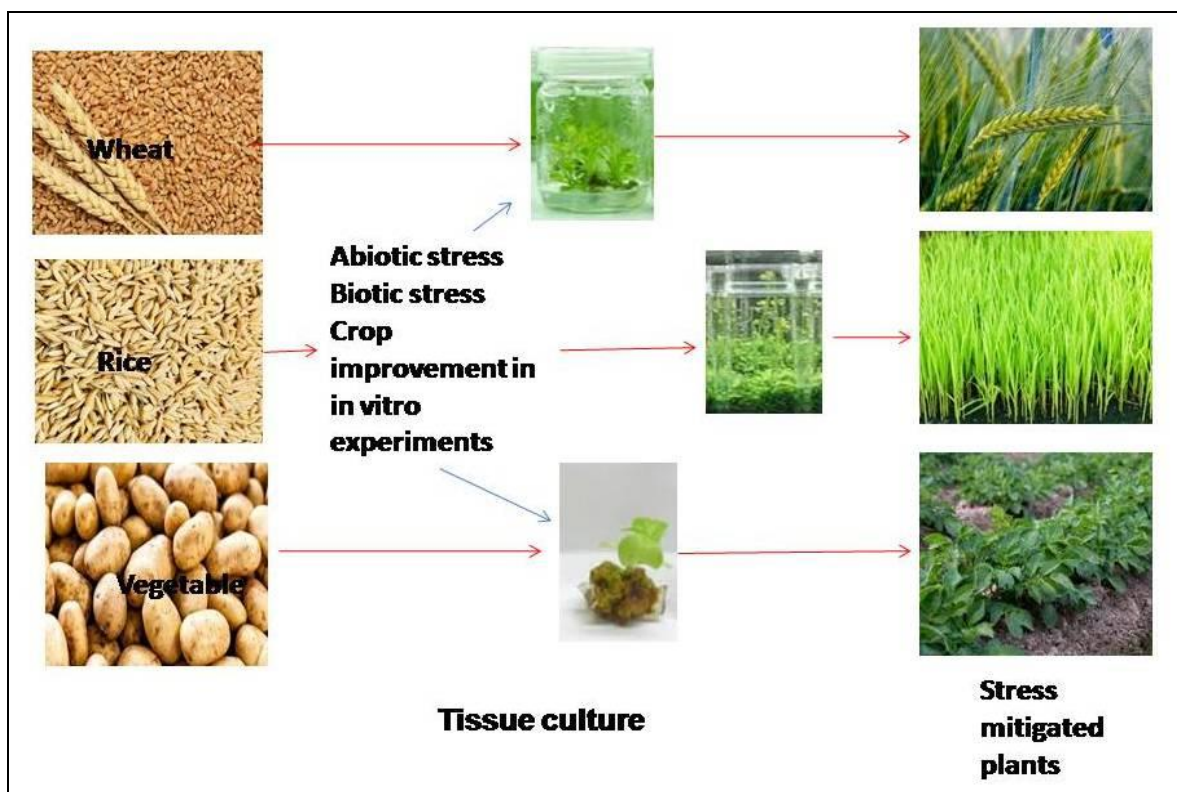 Wheat
Abiotic stress
Biotic stress
Crop
improvement in
in vitro
experiments
Rice
Vegetable
Tissue culture
Stress
mitigated
plants